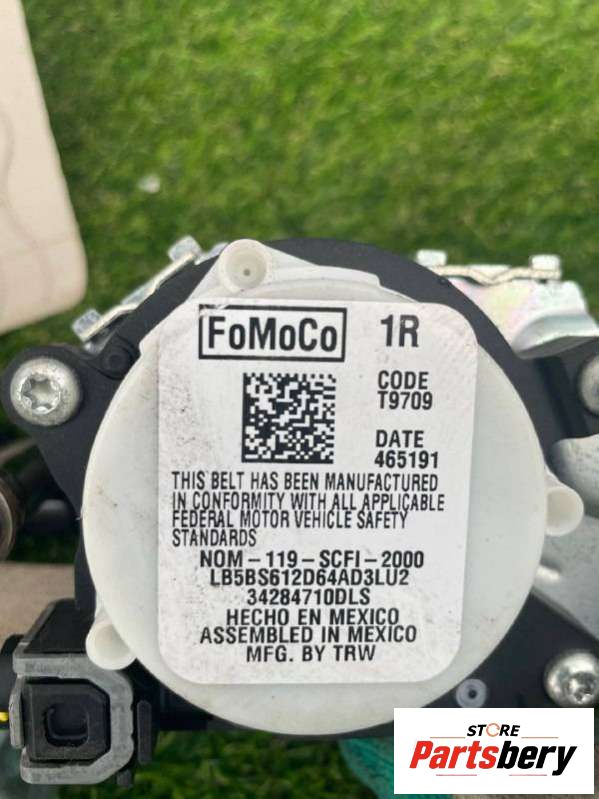 FoMoCo 1R
CODE
T9709
DATE
465191
THIS BELT HAS BEEN MANUFACTURED
IN CONFORMITY WITH ALL APPLICABLE
FEDERAL MOTOR VEHICLE SAFETY
STANDARDS
NOM-119-SCFI-2000
LB5BS612D64AD3LU2
34284710DLS
HECHO EN MEXICO
ASSEMBLED IN MEXICO
MFG. BY TRW
STORE
Partsbery